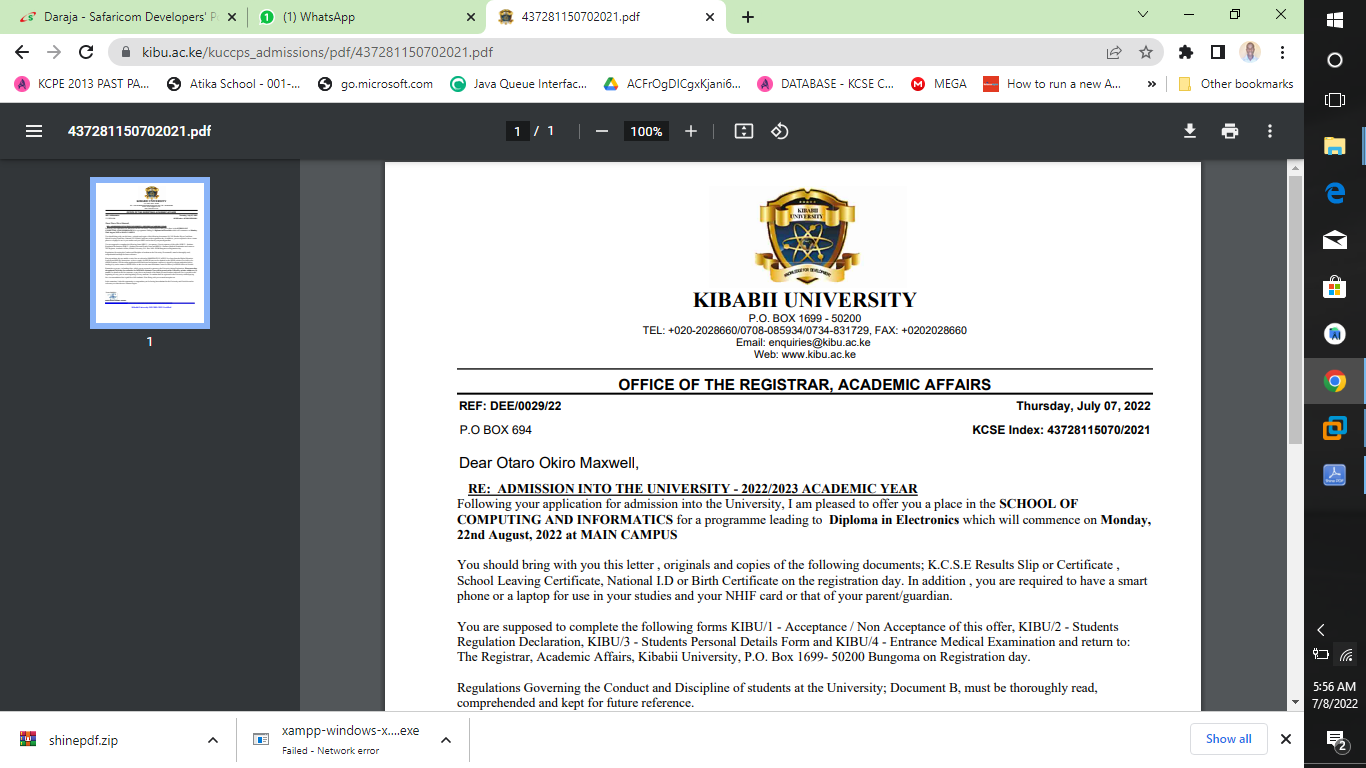 Daraja - Safaricom Developers' P
(1) WhatsApp
437281150702021.pdf
kibu.ac.ke/kuccps_admissions/pdf/437281150702021.pdf
KCPE 2013 PAST PA...
Atika School - 001-...
go.microsoft.com
Java Queue Interfac...
ACFrOgDICgxKjani6...
DATABASE - KCSE C...
MEGA
How to run a new A...
»
Other bookmarks
437281150702021.pdf
1 / 1
100%
1
KIBABII UNIVERSITY
KNOWLEDGE FOR DEVELOPMENT
KIBABII UNIVERSITY
P.O. BOX 1699 - 50200
TEL: +020-2028660/0708-085934/0734-831729, FAX: +0202028660
Email: enquiries@kibu.ac.ke
Web: www.kibu.ac.ke
OFFICE OF THE REGISTRAR, ACADEMIC AFFAIRS
REF: DEE/0029/22 Thursday, July 07, 2022
P.O BOX 694 KCSE Index: 43728115070/2021
Dear Otaro Okiro Maxwell,
RE: ADMISSION INTO THE UNIVERSITY - 2022/2023 ACADEMIC YEAR
Following your application for admission into the University, I am pleased to offer you a place in the SCHOOL OF
COMPUTING AND INFORMATICS for a programme leading to Diploma in Electronics which will commence on Monday,
22nd August, 2022 at MAIN CAMPUS
You should bring with you this letter , originals and copies of the following documents; K.C.S.E Results Slip or Certificate ,
School Leaving Certificate, National I.D or Birth Certificate on the registration day. In addition , you are required to have a smart
phone or a laptop for use in your studies and your NHIF card or that of your parent/guardian.
You are supposed to complete the following forms KIBU/1 - Acceptance / Non Acceptance of this offer, KIBU/2 - Students
Regulation Declaration, KIBU/3 - Students Personal Details Form and KIBU/4 - Entrance Medical Examination and return to:
The Registrar, Academic Affairs, Kibabii University, P.O. Box 1699- 50200 Bungoma on Registration day.
Regulations Governing the Conduct and Discipline of students at the University; Document B, must be thoroughly read,
comprehended and kept for future reference.
shinepdf.zip
xampp-windows-x....exe
Failed - Network error
Show all
5:56 AM
7/8/2022
2